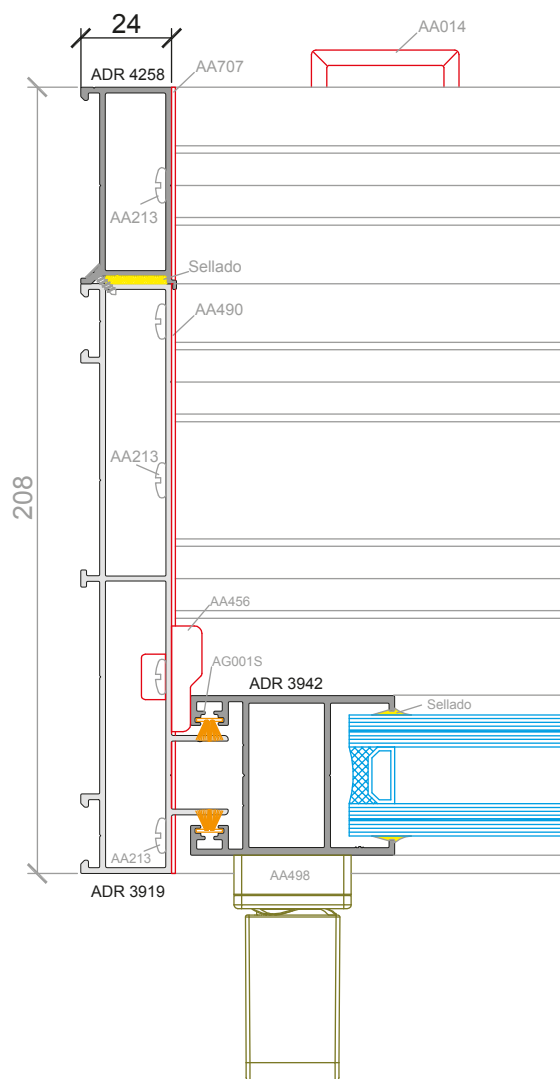 24
AA014
AA707
ADR 4258
AA213
Sellado
AA490
AA213
208
AA456
AG001S
ADR 3942
Sellado
AA213
AA498
ADR 3919